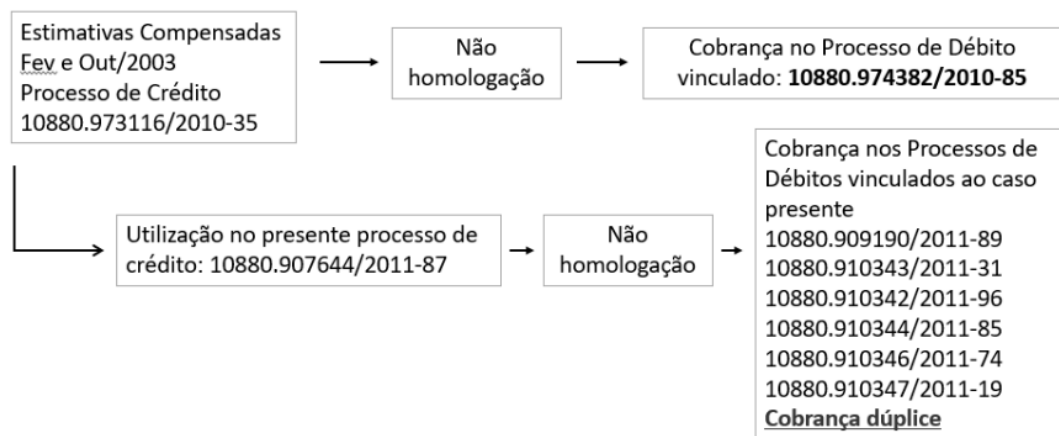 Estimativas Compensadas
Fev e Out/2003
Processo de Crédito
10880.973116/2010-35
Não
homologação
Cobrança no Processo de Débito
vinculado: 10880.974382/2010-85
Utilização no presente processo de
crédito: 10880.907644/2011-87
Não
homologação
Cobrança nos Processos de
Débitos vinculados ao caso
presente
10880.909190/2011-89
10880.910343/2011-31
10880.910342/2011-96
10880.910344/2011-85
10880.910346/2011-74
10880.910347/2011-19
Cobrança dúplice